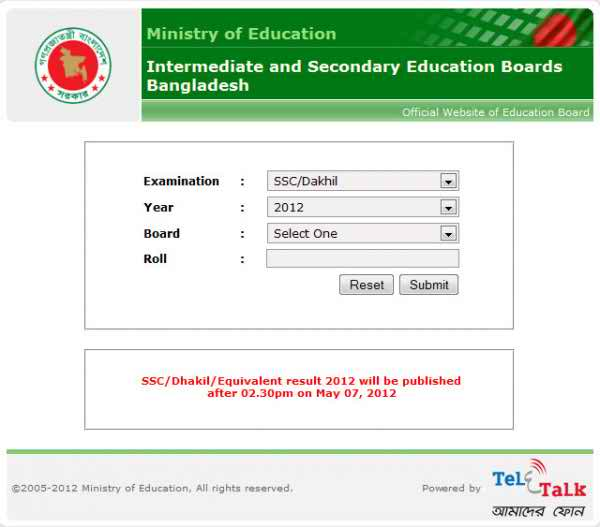 গণপ্রজাতন্ত্রী বাংলাদেশ
সরকার
Ministry of Education
Intermediate and Secondary Education Boards
Bangladesh
Official Website of Education Board
Examination : SSC/Dakhil
Year : 2012
Board : Select One
Roll :
Reset Submit
SSC/Dhakil/Equivalent result 2012 will be published
after 02.30pm on May 07, 2012
©2005-2012 Ministry of Education, All rights reserved.
Powered by
TeleTalk
আমাদের ফোন